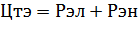 Цтэ = Рэл + Рэн